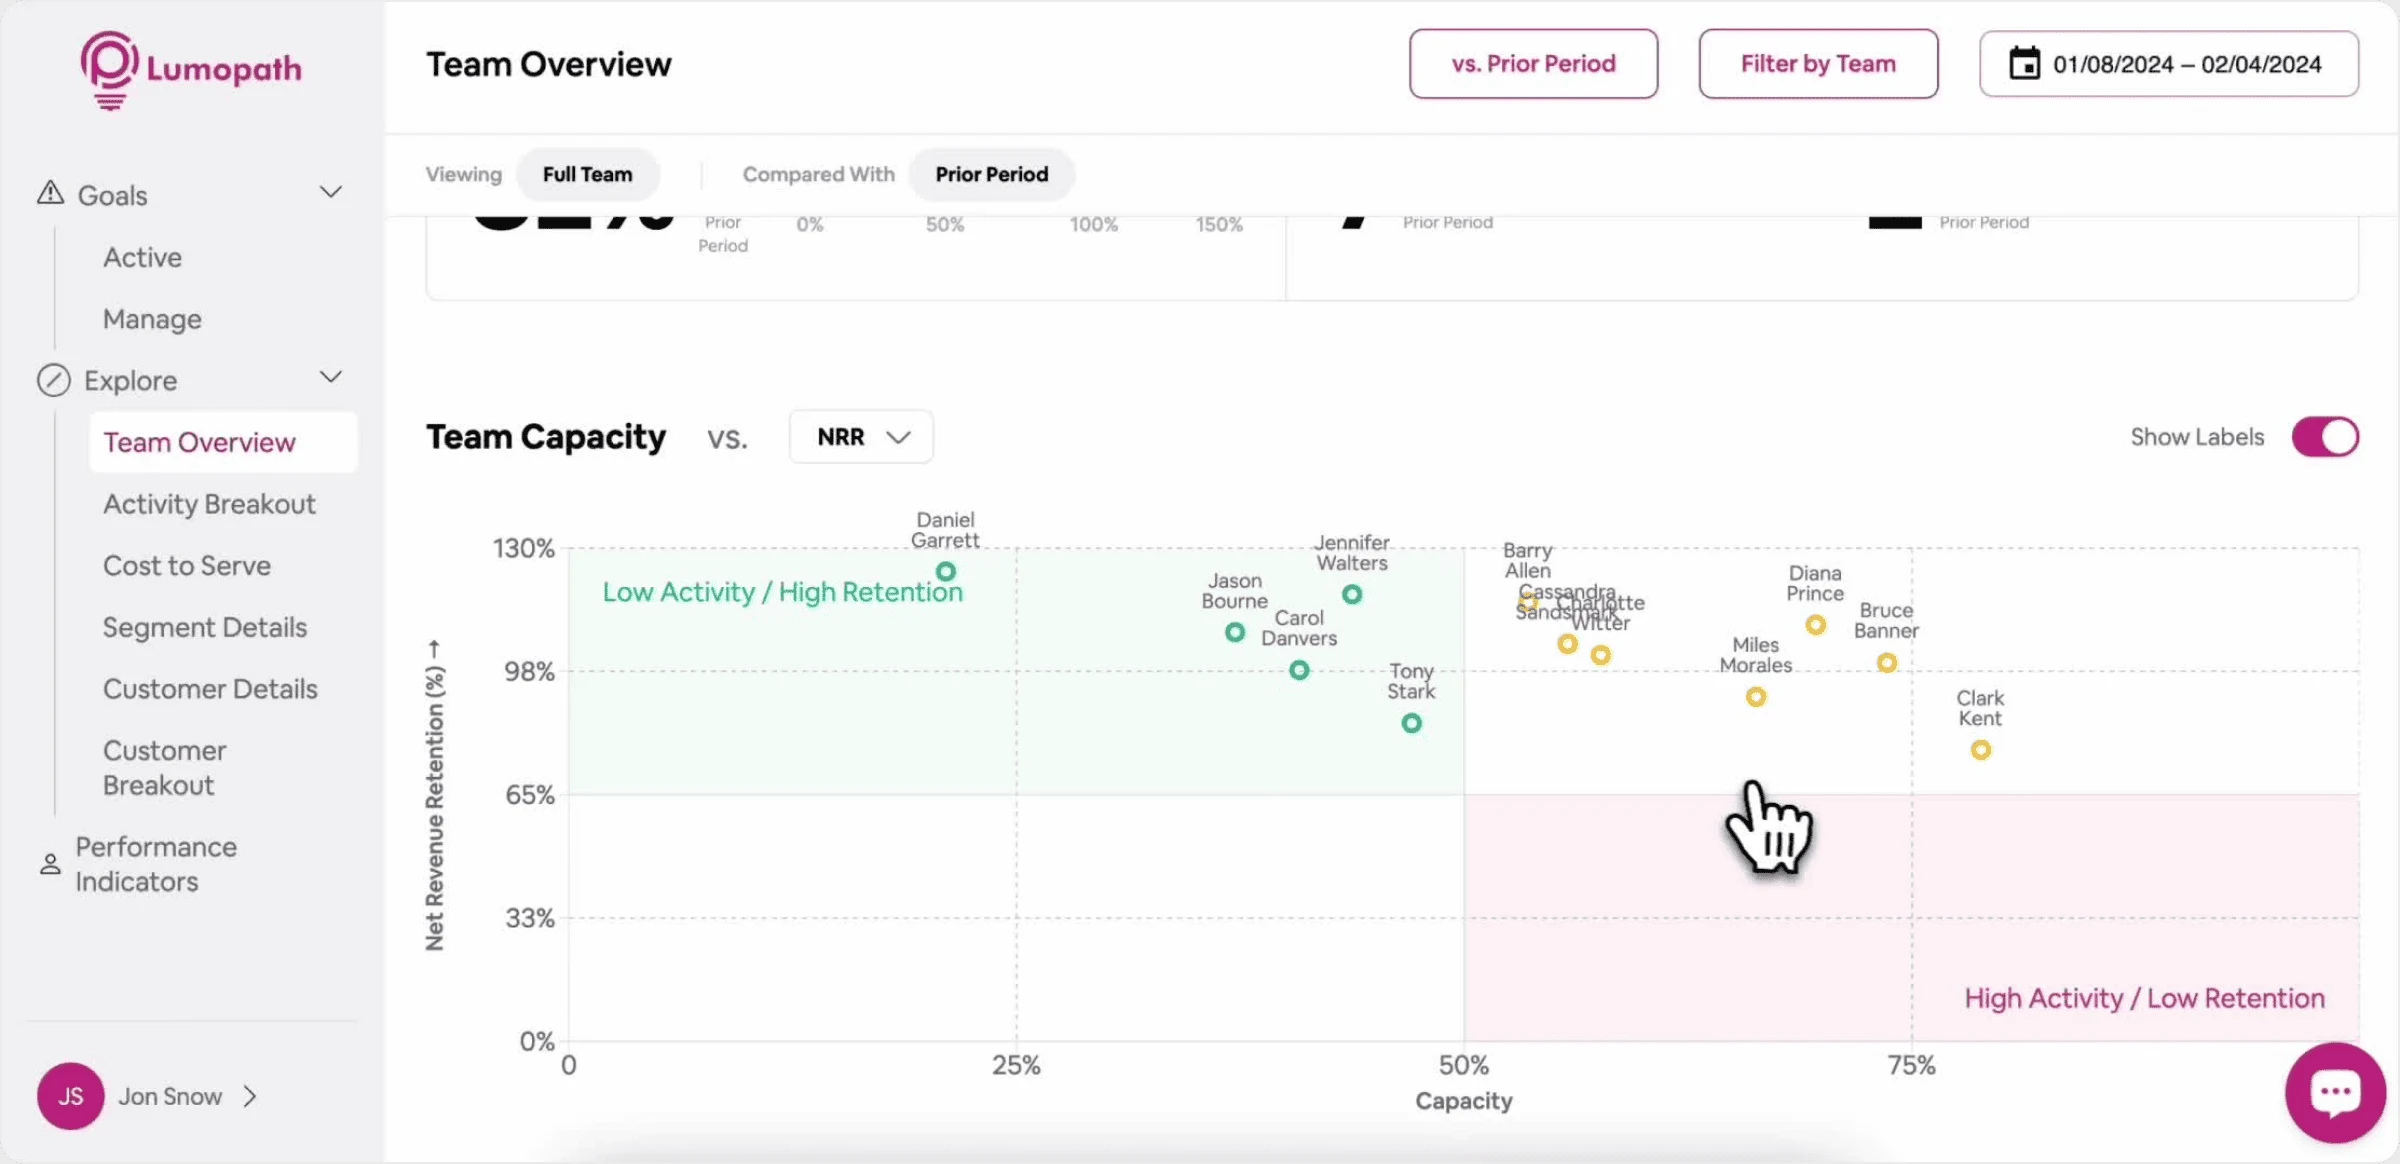 Lumopath
Team Overview
vs. Prior Period
Filter by Team
01/08/2024 – 02/04/2024
Viewing
Full Team
Compared With
Prior Period
Goals
Active
Manage
Explore
Team Overview
Activity Breakout
Cost to Serve
Segment Details
Customer Details
Customer
Breakout
Performance
Indicators
JS
Jon Snow
Prior
Period
0%
50%
100%
150%
Prior Period
Prior Period
Team Capacity
vs.
NRR
Show Labels
Net Revenue Retention (%) →
130%
98%
65%
33%
0%
Low Activity / High Retention
Daniel
Garrett
Jason
Bourne
Jennifer
Walters
Carol
Danvers
Tony
Stark
Barry
Allen
Cassandra
Sandsmark
Charlotte
Witter
Diana
Prince
Bruce
Banner
Miles
Morales
Clark
Kent
High Activity / Low Retention
0
25%
50%
75%
Capacity